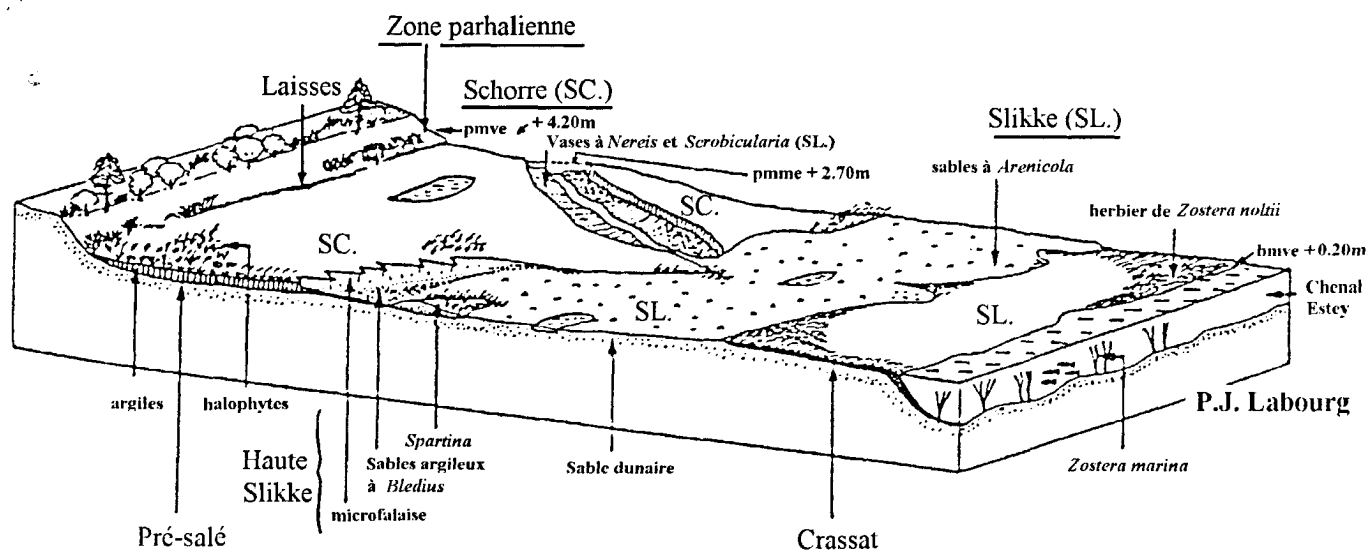 Zone parhalienne
Laisses
Schorre (SC.)
pmve + 4.20m
Slikke (SL.)
Vases à Nereis et Scrobicularia (SL.)
sables à Arenicola
pmme + 2.70m
SC.
herbier de Zostera noltii
SC.
bmve +0.20m
Chenal
Estey
SL.
SL.
argiles
halophytes
P.J. Labourg
Spartina
Haute
Slikke
Sables argileux
à Bledius
Sable dunaire
Zostera marina
microfalaise
Pré-salé
Crassat